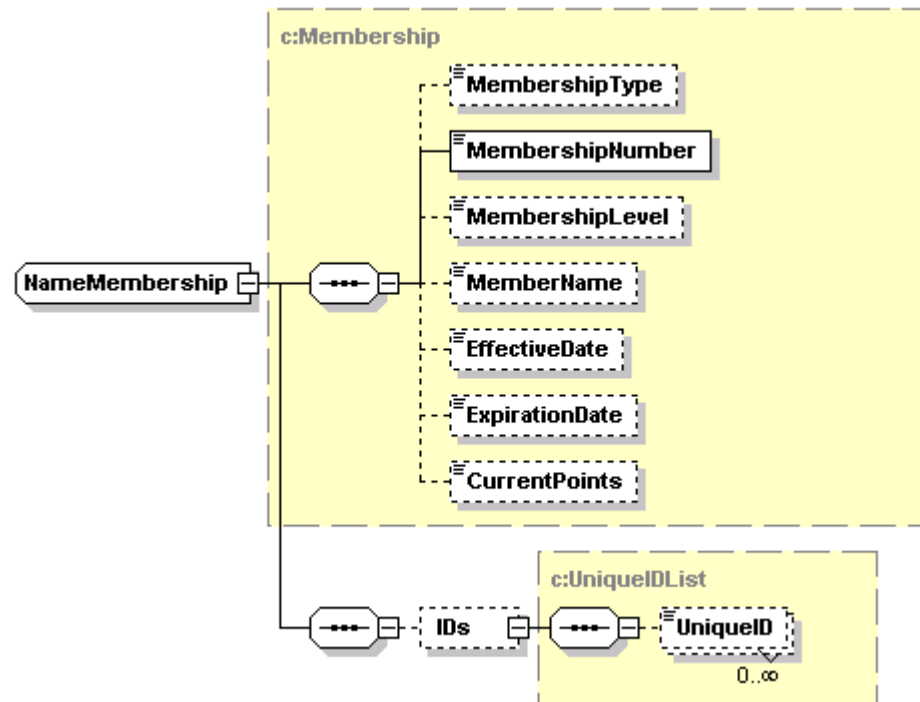 c:Membership
MembershipType
MembershipNumber
MembershipLevel
NameMembership
MemberName
EffectiveDate
ExpirationDate
CurrentPoints
c:UniqueIDList
IDs
UniqueID
0..∞